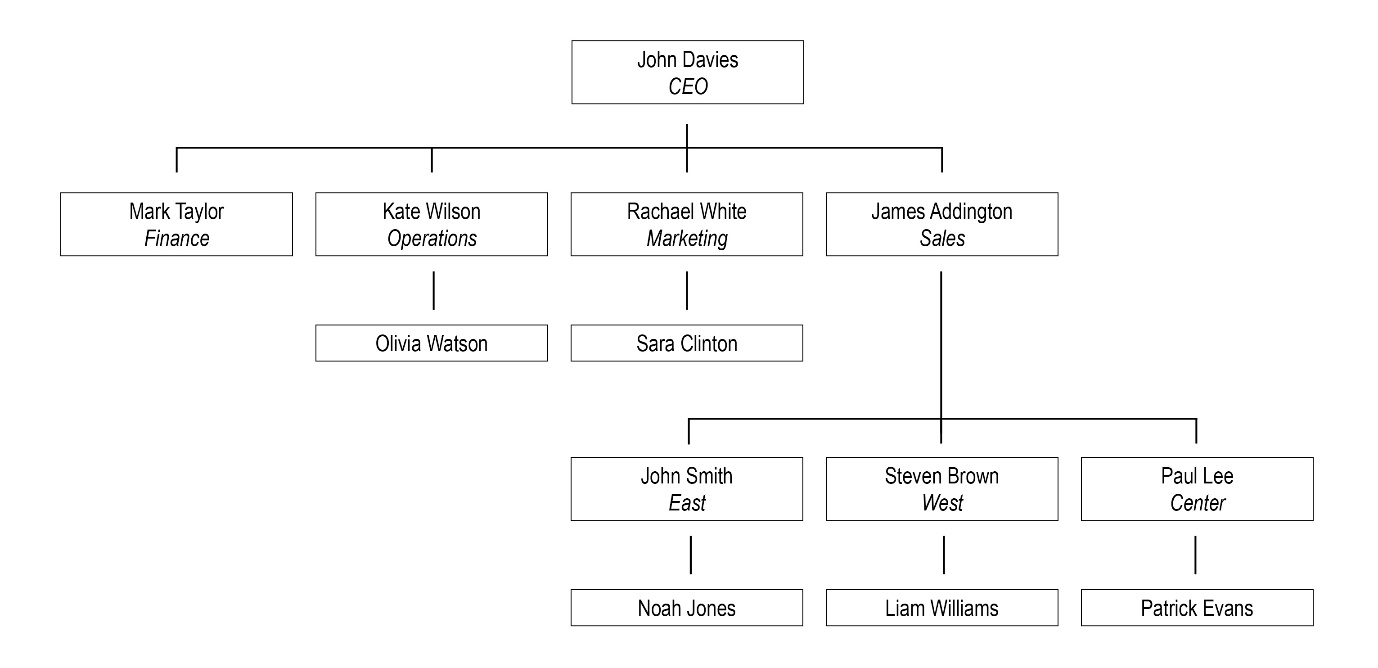 John Davies
CEO
Mark Taylor
Finance
Kate Wilson
Operations
Rachael White
Marketing
James Addington
Sales
Olivia Watson
Sara Clinton
John Smith
East
Steven Brown
West
Paul Lee
Center
Noah Jones
Liam Williams
Patrick Evans